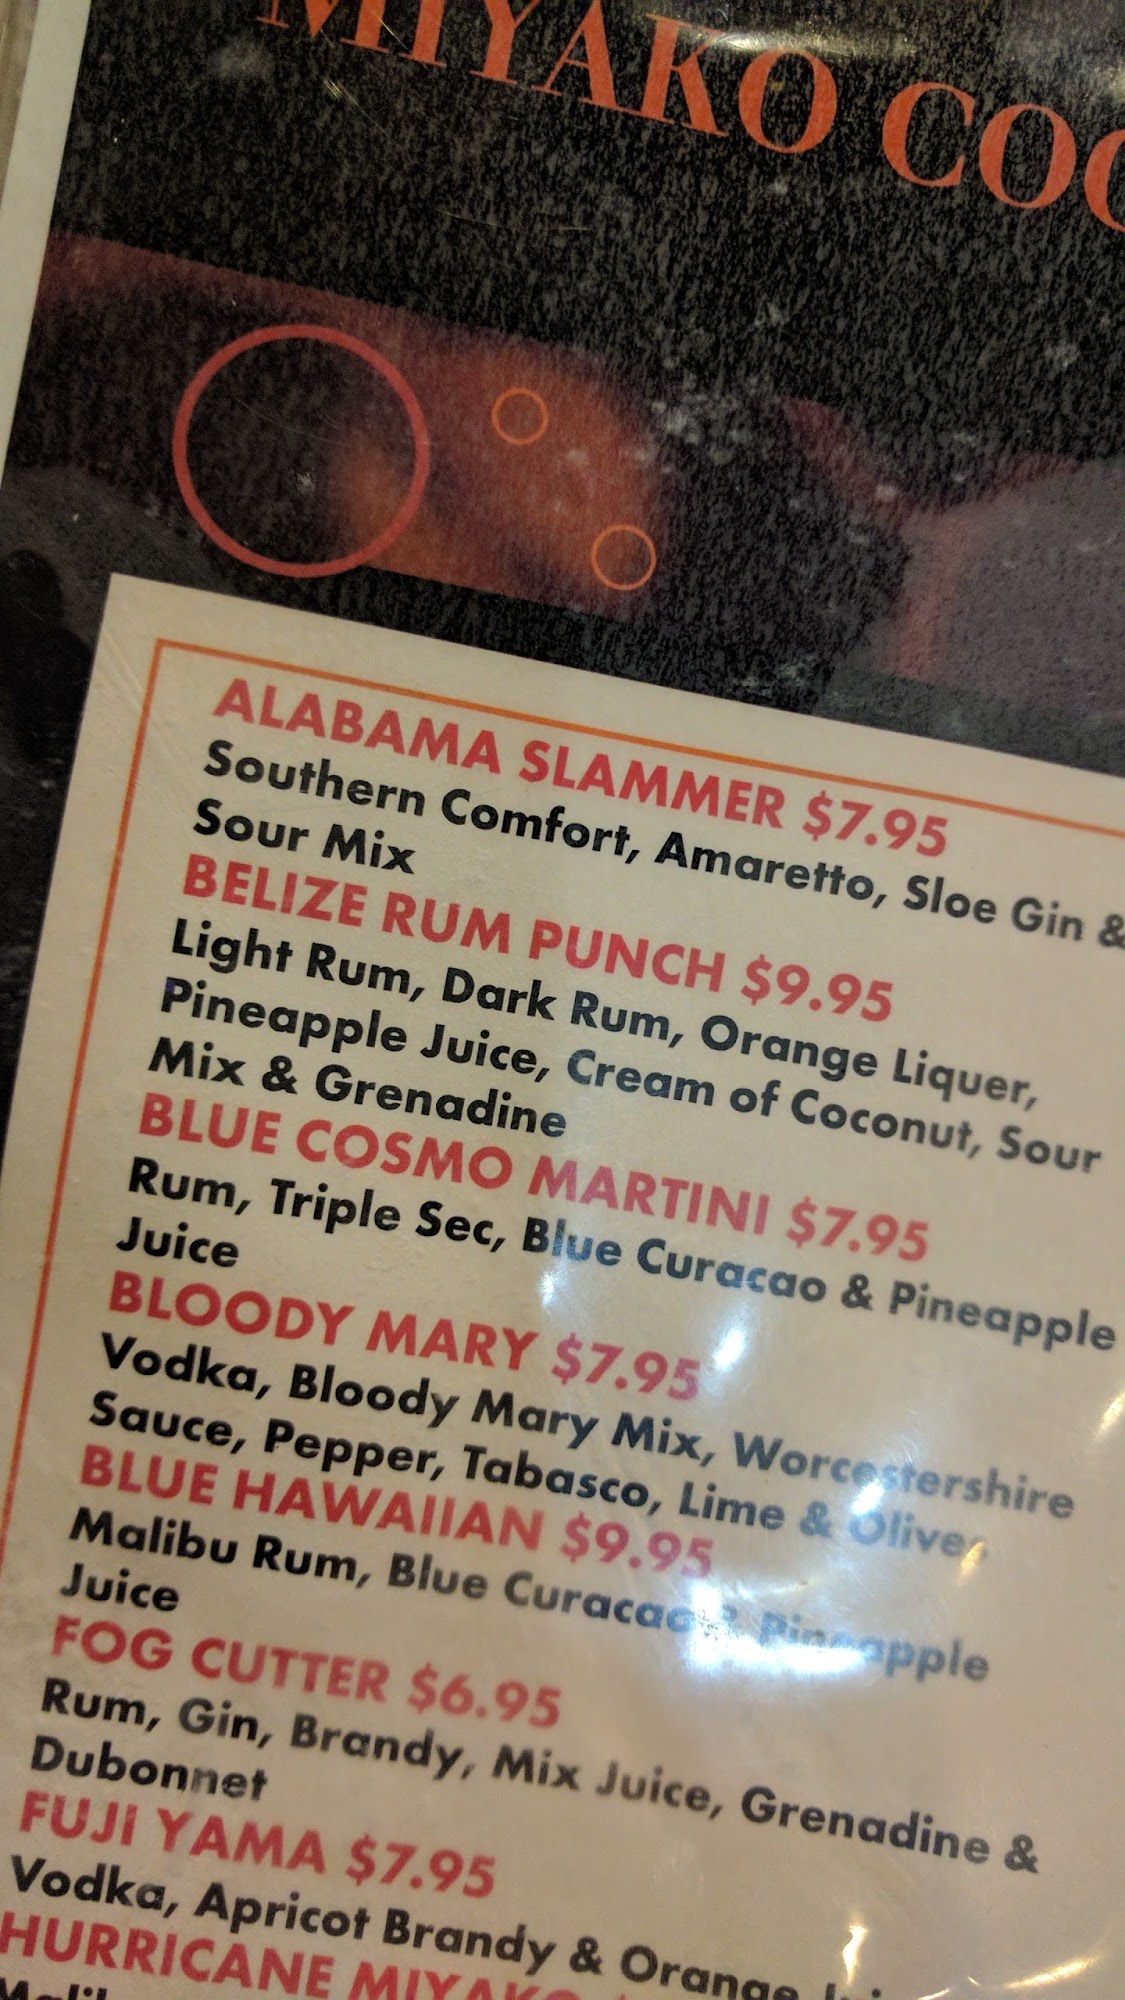 MIYAKO
ALABAMA SLAMMER $7.95
Southern Comfort, Amaretto, Sloe Gin &
Sour Mix
BELIZE RUM PUNCH $9.95
Light Rum, Dark Rum, Orange Liquer,
Pineapple Juice, Cream of Coconut, Sour
Mix & Grenadine
BLUE COSMO MARTINI $7.95
Rum, Triple Sec, Blue Curacao & Pineapple
Juice
BLOODY MARY $7.95
Vodka, Bloody Mary Mix, Worcestershire
Sauce, Pepper, Tabasco, Lime & Olives
BLUE HAWAIIAN $9.95
Malibu Rum, Blue Curacao & Pineapple
Juice
FOG CUTTER $6.95
Rum, Gin, Brandy, Mix Juice, Grenadine &
Dubonnet
FUJI YAMA $7.95
Vodka, Apricot Brandy & Orange
HURRICANE MIYAKO